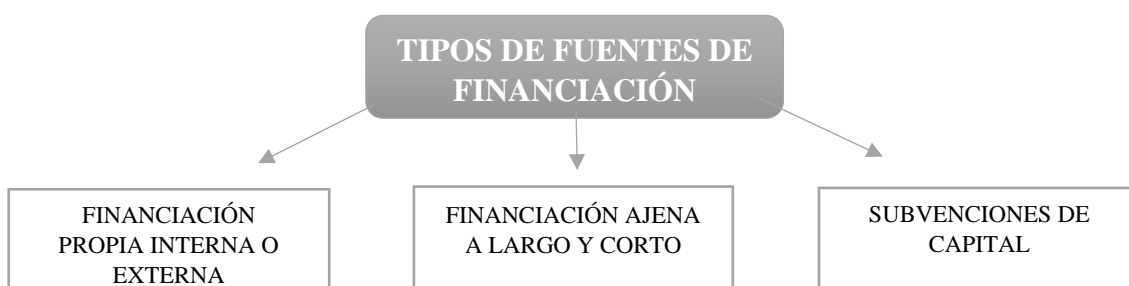 TIPOS DE FUENTES DE
FINANCIACIÓN
FINANCIACIÓN
PROPIA INTERNA O
EXTERNA
FINANCIACIÓN AJENA
A LARGO Y CORTO
SUBVENCIONES DE
CAPITAL